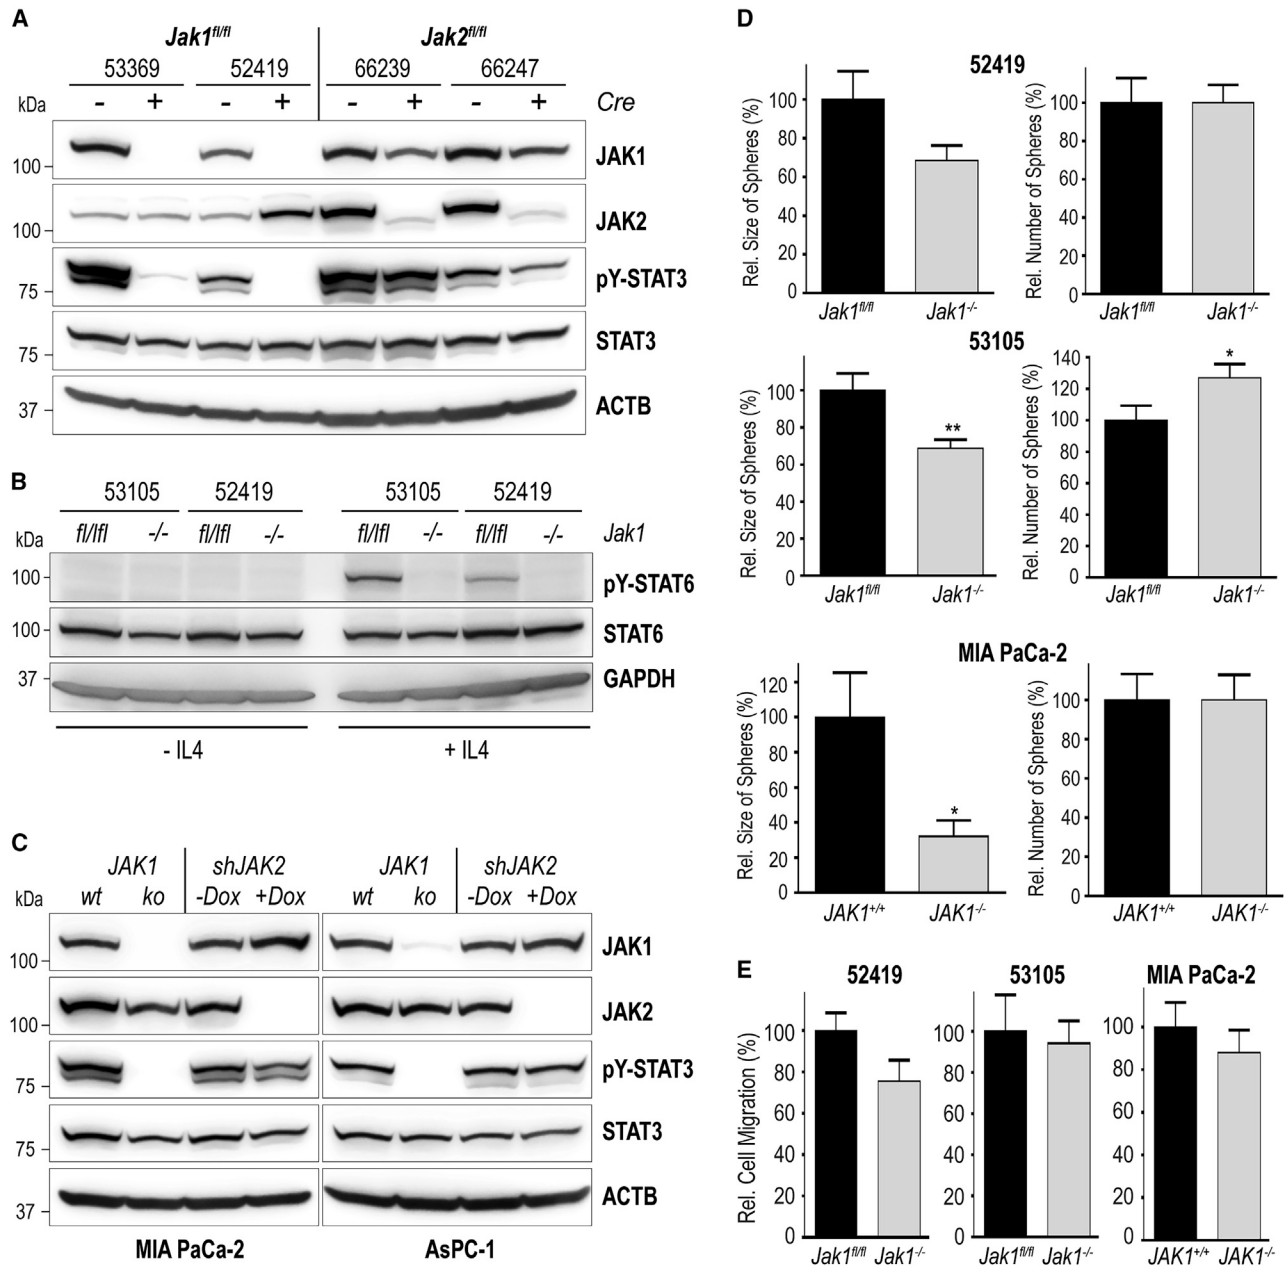 A
Jak1fl/fl Jak2fl/fl
53369 52419 66239 66247
kDa - + - + - + - + Cre
100 JAK1
100 JAK2
75 pY-STAT3
75 STAT3
37 ACTB
B
53105 52419 53105 52419
kDa fl/lfl -/- fl/lfl -/- fl/lfl -/- fl/lfl -/- Jak1
100 pY-STAT6
100 STAT6
37 GAPDH
- IL4 + IL4
C
JAK1 shJAK2 JAK1 shJAK2
kDa wt ko -Dox +Dox wt ko -Dox +Dox
100 JAK1
100 JAK2
75 pY-STAT3
75 STAT3
37 ACTB
MIA PaCa-2 AsPC-1
D
52419
Rel. Size of Spheres (%)
100
80
60
40
20
0
Jak1fl/fl Jak1-/-
Rel. Number of Spheres (%)
100
80
60
40
20
0
Jak1fl/fl Jak1-/-
53105
Rel. Size of Spheres (%)
100
80
60
40
20
0
**
Jak1fl/fl Jak1-/-
Rel. Number of Spheres (%)
140
120
100
80
60
40
20
0
*
Jak1fl/fl Jak1-/-
MIA PaCa-2
Rel. Size of Spheres (%)
120
100
80
60
40
20
0
*
JAK1+/+ JAK1-/-
Rel. Number of Spheres (%)
100
80
60
40
20
0
JAK1+/+ JAK1-/-
E
52419 53105 MIA PaCa-2
Rel. Cell Migration (%)
100
80
60
40
20
0
Jak1fl/fl Jak1-/-
100
80
60
40
20
0
Jak1fl/fl Jak1-/-
100
80
60
40
20
0
JAK1+/+ JAK1-/-